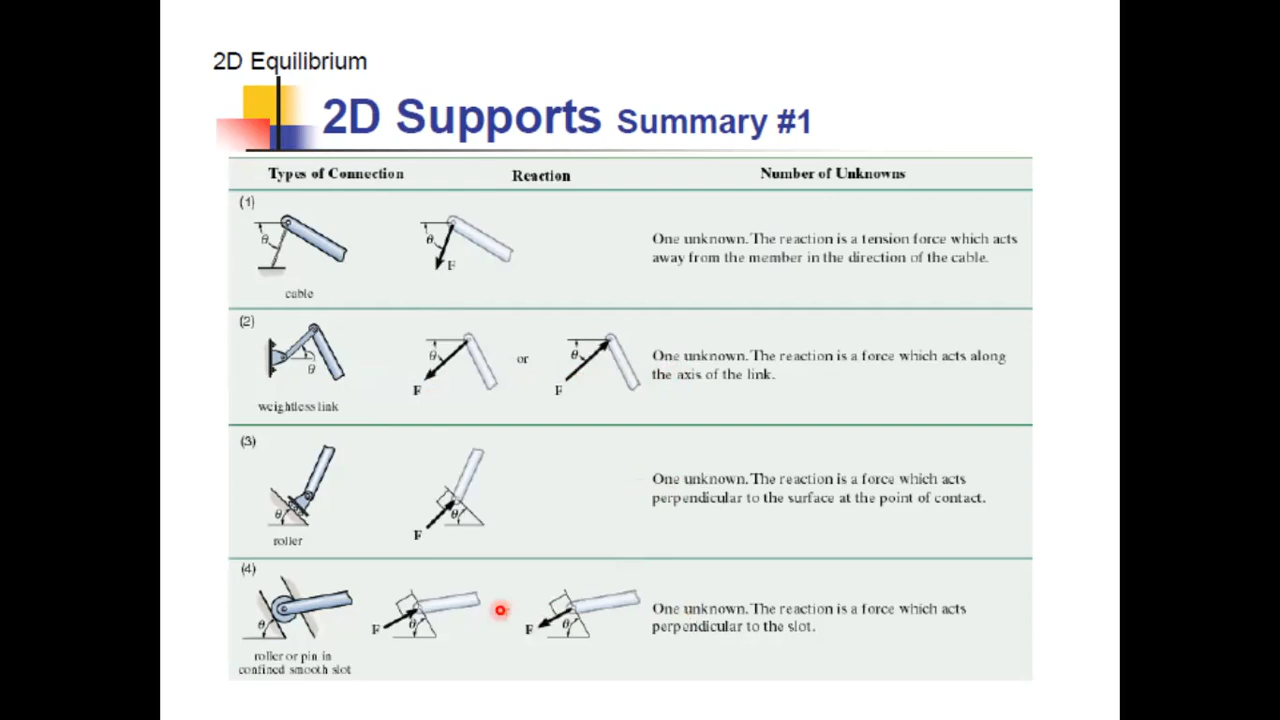 2D Equilibrium
2D Supports Summary #1
Types of Connection Reaction Number of Unknowns
(1)
θ θ F
cable
One unknown. The reaction is a tension force which acts
away from the member in the direction of the cable.
(2)
θ θ F or θ F
weightless link
One unknown. The reaction is a force which acts along
the axis of the link.
(3)
θ θ F
roller
One unknown. The reaction is a force which acts
perpendicular to the surface at the point of contact.
(4)
θ F θ F θ
roller or pin in
confined smooth slot
One unknown. The reaction is a force which acts
perpendicular to the slot.